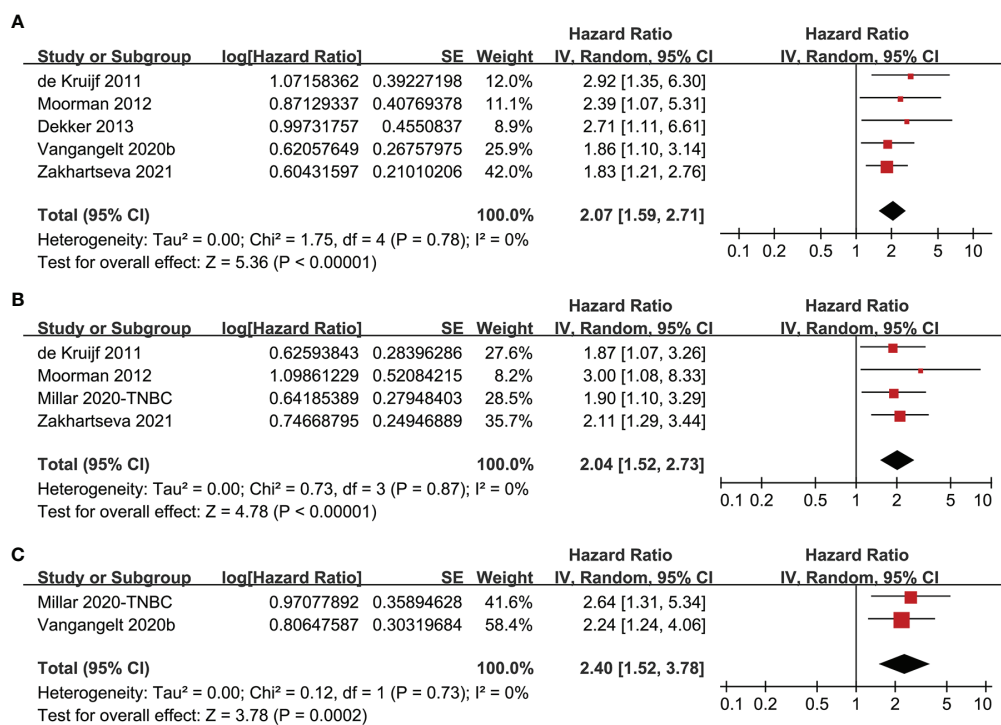 A
Hazard Ratio Hazard Ratio
Study or Subgroup log[Hazard Ratio] SE Weight IV, Random, 95% CI IV, Random, 95% CI
de Kruijf 2011 1.07158362 0.39227198 12.0% 2.92 [1.35, 6.30]
Moorman 2012 0.87129337 0.40769378 11.1% 2.39 [1.07, 5.31]
Dekker 2013 0.99731757 0.4550837 8.9% 2.71 [1.11, 6.61]
Vangangelt 2020b 0.62057649 0.26757975 25.9% 1.86 [1.10, 3.14]
Zakhartseva 2021 0.60431597 0.21010206 42.0% 1.83 [1.21, 2.76]
Total (95% CI) 100.0% 2.07 [1.59, 2.71]
Heterogeneity: Tau² = 0.00; Chi² = 1.75, df = 4 (P = 0.78); I² = 0%
Test for overall effect: Z = 5.36 (P < 0.00001)
0.1 0.2 0.5 1 2 5 10
B
Hazard Ratio Hazard Ratio
Study or Subgroup log[Hazard Ratio] SE Weight IV, Random, 95% CI IV, Random, 95% CI
de Kruijf 2011 0.62593843 0.28396286 27.6% 1.87 [1.07, 3.26]
Moorman 2012 1.09861229 0.52084215 8.2% 3.00 [1.08, 8.33]
Millar 2020-TNBC 0.64185389 0.27948403 28.5% 1.90 [1.10, 3.29]
Zakhartseva 2021 0.74668795 0.24946889 35.7% 2.11 [1.29, 3.44]
Total (95% CI) 100.0% 2.04 [1.52, 2.73]
Heterogeneity: Tau² = 0.00; Chi² = 0.73, df = 3 (P = 0.87); I² = 0%
Test for overall effect: Z = 4.78 (P < 0.00001)
0.1 0.2 0.5 1 2 5 10
C
Hazard Ratio Hazard Ratio
Study or Subgroup log[Hazard Ratio] SE Weight IV, Random, 95% CI IV, Random, 95% CI
Millar 2020-TNBC 0.97077892 0.35894628 41.6% 2.64 [1.31, 5.34]
Vangangelt 2020b 0.80647587 0.30319684 58.4% 2.24 [1.24, 4.06]
Total (95% CI) 100.0% 2.40 [1.52, 3.78]
Heterogeneity: Tau² = 0.00; Chi² = 0.12, df = 1 (P = 0.73); I² = 0%
Test for overall effect: Z = 3.78 (P = 0.0002)
0.1 0.2 0.5 1 2 5 10